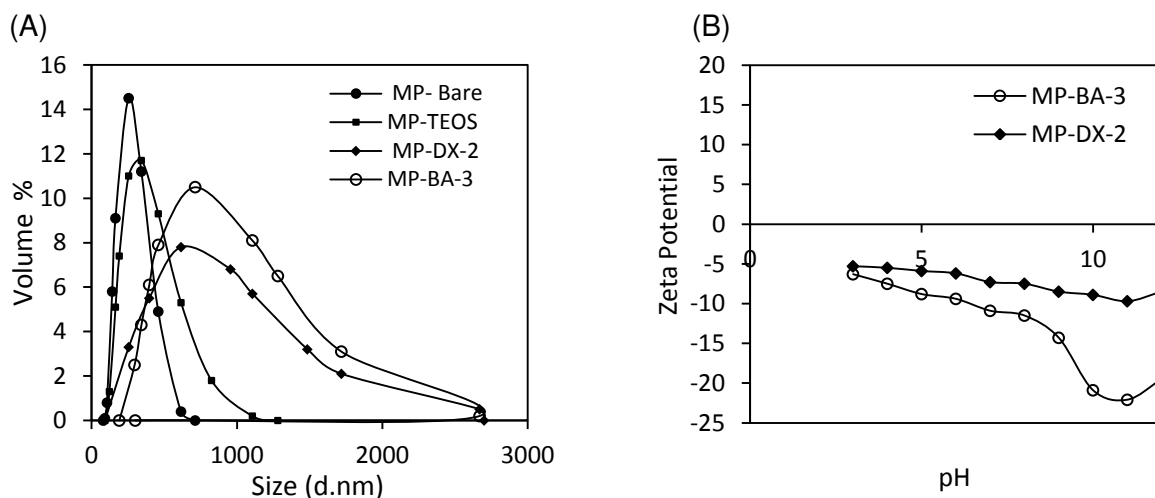 (A)
Volume %
16
14
12
10
8
6
4
2
0
MP- Bare
MP-TEOS
MP-DX-2
MP-BA-3
0 1000 2000 3000
Size (d.nm)
(B)
Zeta Potential
20
15
10
5
0
-5
-10
-15
-20
-25
MP-BA-3
MP-DX-2
0 5 10
pH